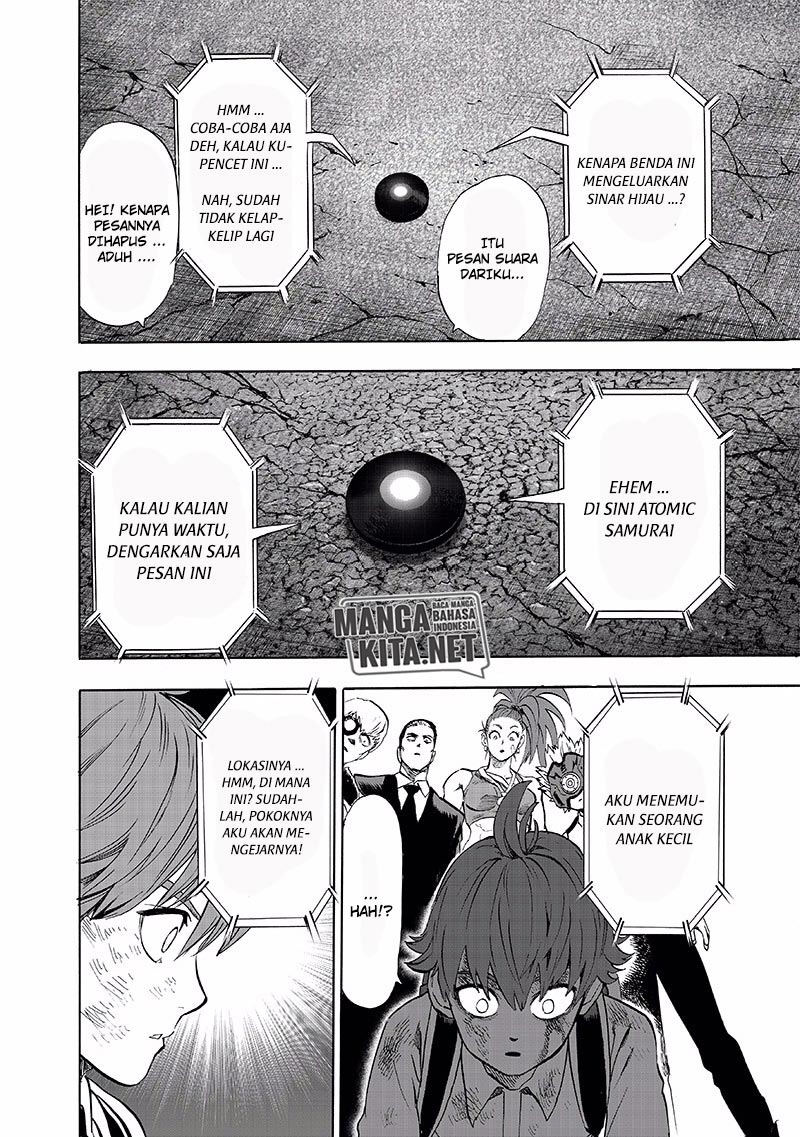 KENAPA BENDA INI
MENGELUARKAN
SINAR HIJAU ...?
ITU
PESAN SUARA
DARIKU...
HMM ...
COBA-COBA AJA
DEH, KALAU KU-
PENCET INI ...
NAH, SUDAH
TIDAK KELAP-
KELIP LAGI
HEI! KENAPA
PESANNYA
DIHAPUS ...
ADUH ....
EHEM ...
DI SINI ATOMIC
SAMURAI
KALAU KALIAN
PUNYA WAKTU,
DENGARKAN SAJA
PESAN INI
MANGA
KITA.NET
BACA MANGA
BAHASA
INDONESIA
AKU MENEMU-
KAN SEORANG
ANAK KECIL
...
HAH!?
LOKASINYA ...
HMM, DI MANA
INI? SUDAH-
LAH, POKOKNYA
AKU AKAN ME-
NGEJARNYA!